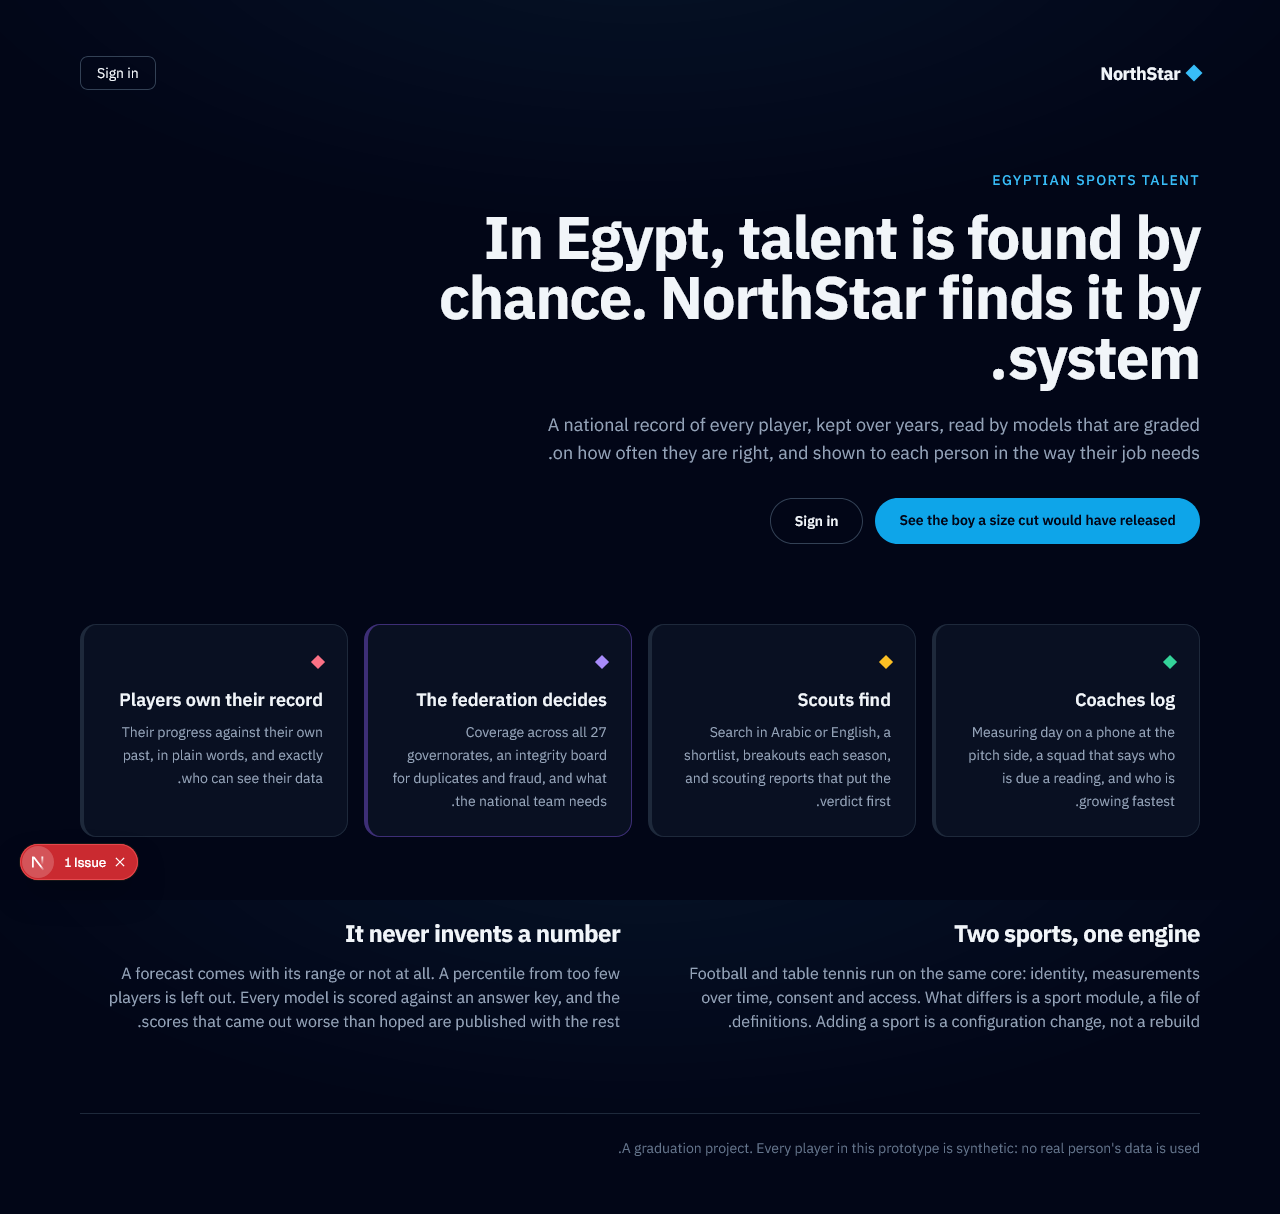 NorthStar
Sign in
EGYPTIAN SPORTS TALENT
In Egypt, talent is found by
chance. NorthStar finds it by
.system
A national record of every player, kept over years, read by models that are graded
.on how often they are right, and shown to each person in the way their job needs
See the boy a size cut would have released
Sign in
Coaches log
Measuring day on a phone at the
pitch side, a squad that says who
is due a reading, and who is
.growing fastest
Scouts find
Search in Arabic or English, a
shortlist, breakouts each season,
and scouting reports that put the
.verdict first
The federation decides
Coverage across all 27
governorates, an integrity board
for duplicates and fraud, and what
.the national team needs
Players own their record
Their progress against their own
past, in plain words, and exactly
.who can see their data
N 1 Issue
Two sports, one engine
Football and table tennis run on the same core: identity, measurements
over time, consent and access. What differs is a sport module, a file of
.definitions. Adding a sport is a configuration change, not a rebuild
It never invents a number
A forecast comes with its range or not at all. A percentile from too few
players is left out. Every model is scored against an answer key, and the
.scores that came out worse than hoped are published with the rest
.A graduation project. Every player in this prototype is synthetic: no real person's data is used